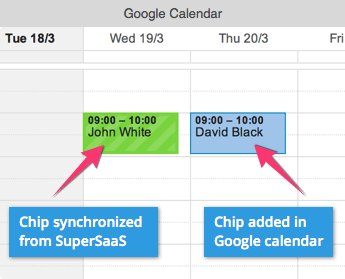 Google Calendar
Tue 18/3 Wed 19/3 Thu 20/3 Fri
09:00 – 10:00 09:00 – 10:00
John White David Black
Chip synchronized
from SuperSaaS
Chip added in
Google calendar